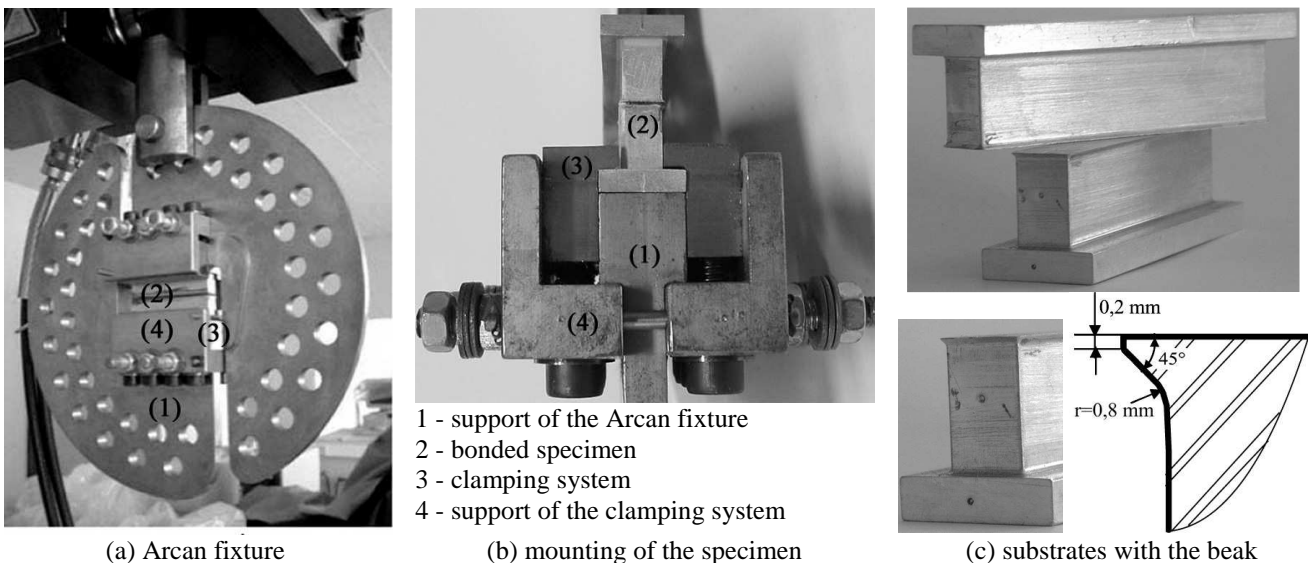 (2)
(4)
(3)
(1)
(a) Arcan fixture
(2)
(3)
(1)
(4)
1 - support of the Arcan fixture
2 - bonded specimen
3 - clamping system
4 - support of the clamping system
(b) mounting of the specimen
0,2 mm
45°
r=0,8 mm
(c) substrates with the beak